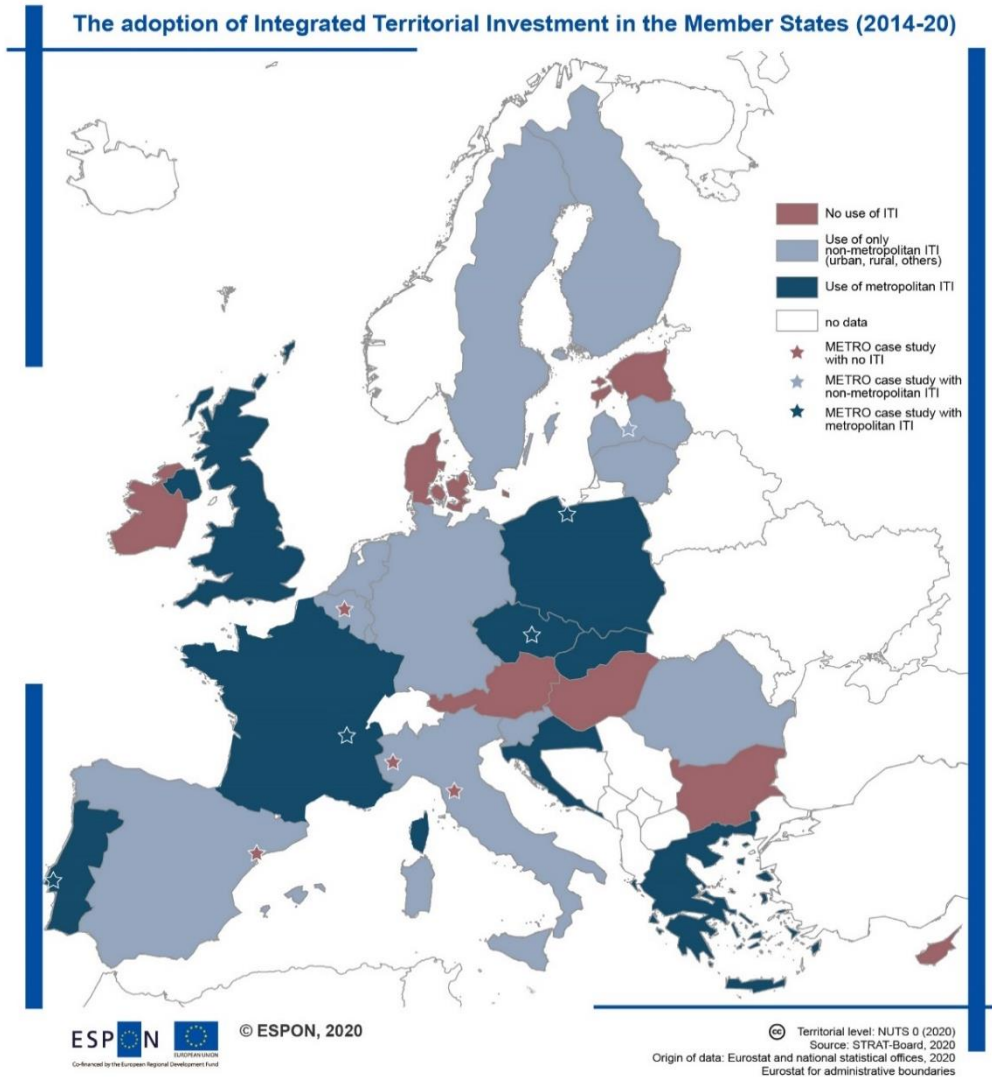 The adoption of Integrated Territorial Investment in the Member States (2014-20)
No use of ITI
Use of only
non-metropolitan ITI
(urban, rural, others)
Use of metropolitan ITI
no data
METRO case study
with no ITI
METRO case study with
non-metropolitan ITI
METRO case study with
metropolitan ITI
ESPON
EUROPEAN UNION
Co-financed by the European Regional Development Fund
© ESPON, 2020
cc Territorial level: NUTS 0 (2020)
Source: STRAT-Board, 2020
Origin of data: Eurostat and national statistical offices, 2020
Eurostat for administrative boundaries